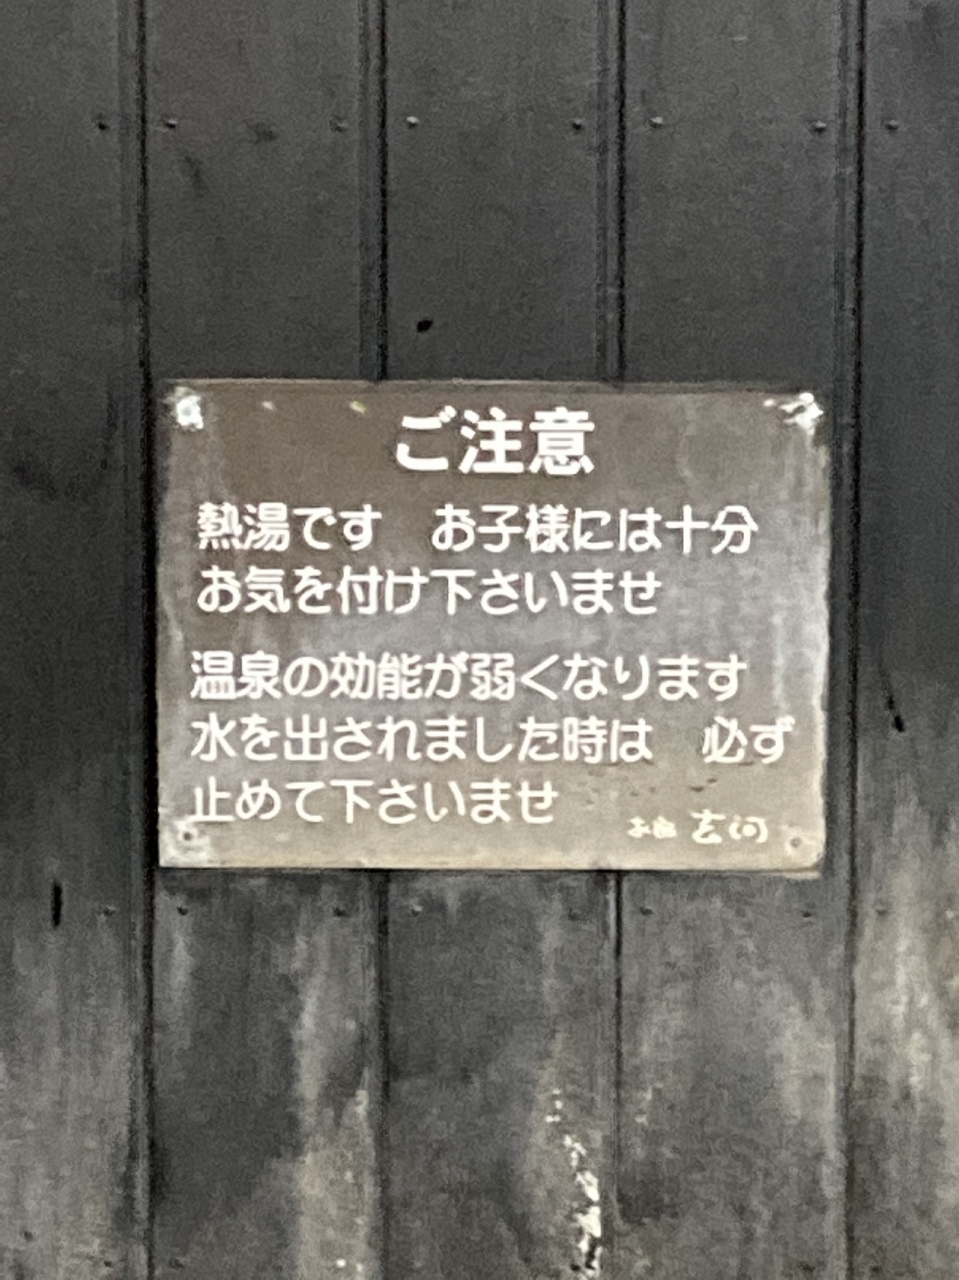 ご注意
熱湯です　お子様には十分
お気を付け下さいませ
温泉の効能が弱くなります
水を出されました時は　必ず
止めて下さいませ
玄河